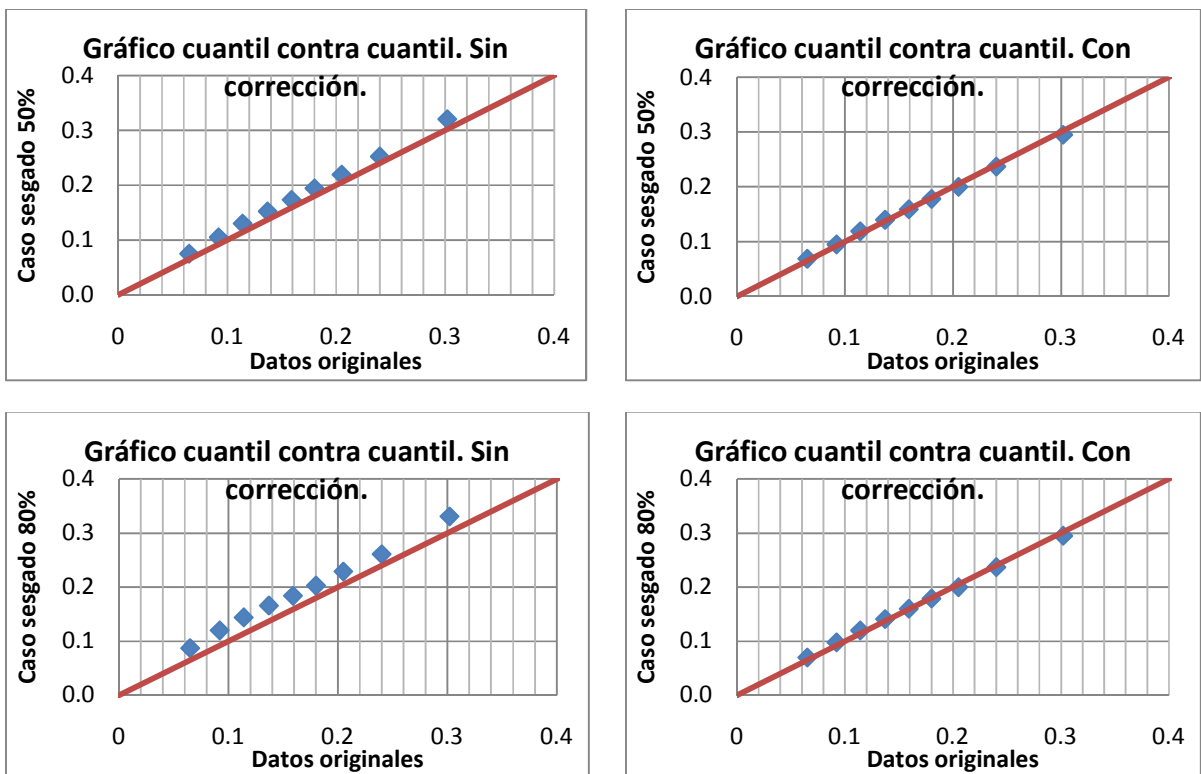 Gráfico cuantil contra cuantil. Sin
corrección.
Caso sesgado 50%
0.4
0.3
0.2
0.1
0.0
0 0.1 0.2 0.3 0.4
Datos originales
Gráfico cuantil contra cuantil. Con
corrección.
Caso sesgado 50%
0.4
0.3
0.2
0.1
0.0
0 0.1 0.2 0.3 0.4
Datos originales
Gráfico cuantil contra cuantil. Sin
corrección.
Caso sesgado 80%
0.4
0.3
0.2
0.1
0.0
0 0.1 0.2 0.3 0.4
Datos originales
Gráfico cuantil contra cuantil. Con
corrección.
Caso sesgado 80%
0.4
0.3
0.2
0.1
0.0
0 0.1 0.2 0.3 0.4
Datos originales